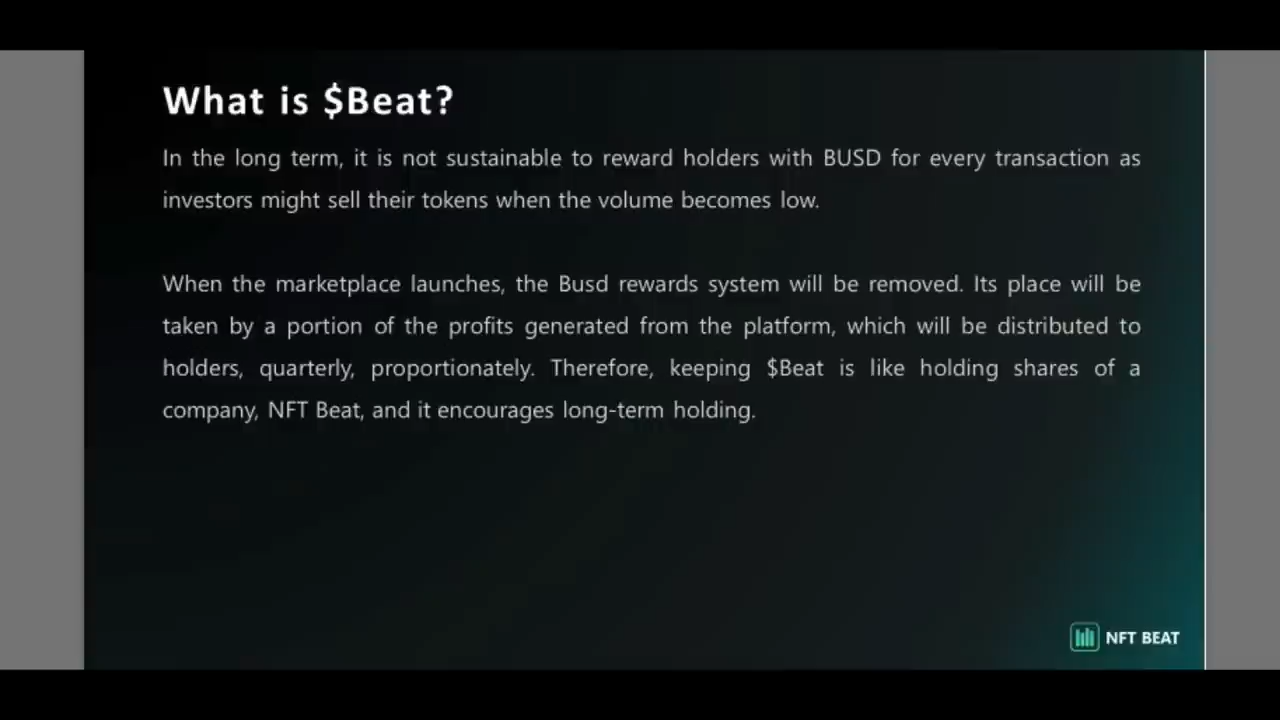 What is $Beat?
In the long term, it is not sustainable to reward holders with BUSD for every transaction as
investors might sell their tokens when the volume becomes low.
When the marketplace launches, the Busd rewards system will be removed. Its place will be
taken by a portion of the profits generated from the platform, which will be distributed to
holders, quarterly, proportionately. Therefore, keeping $Beat is like holding shares of a
company, NFT Beat, and it encourages long-term holding.
NFT BEAT